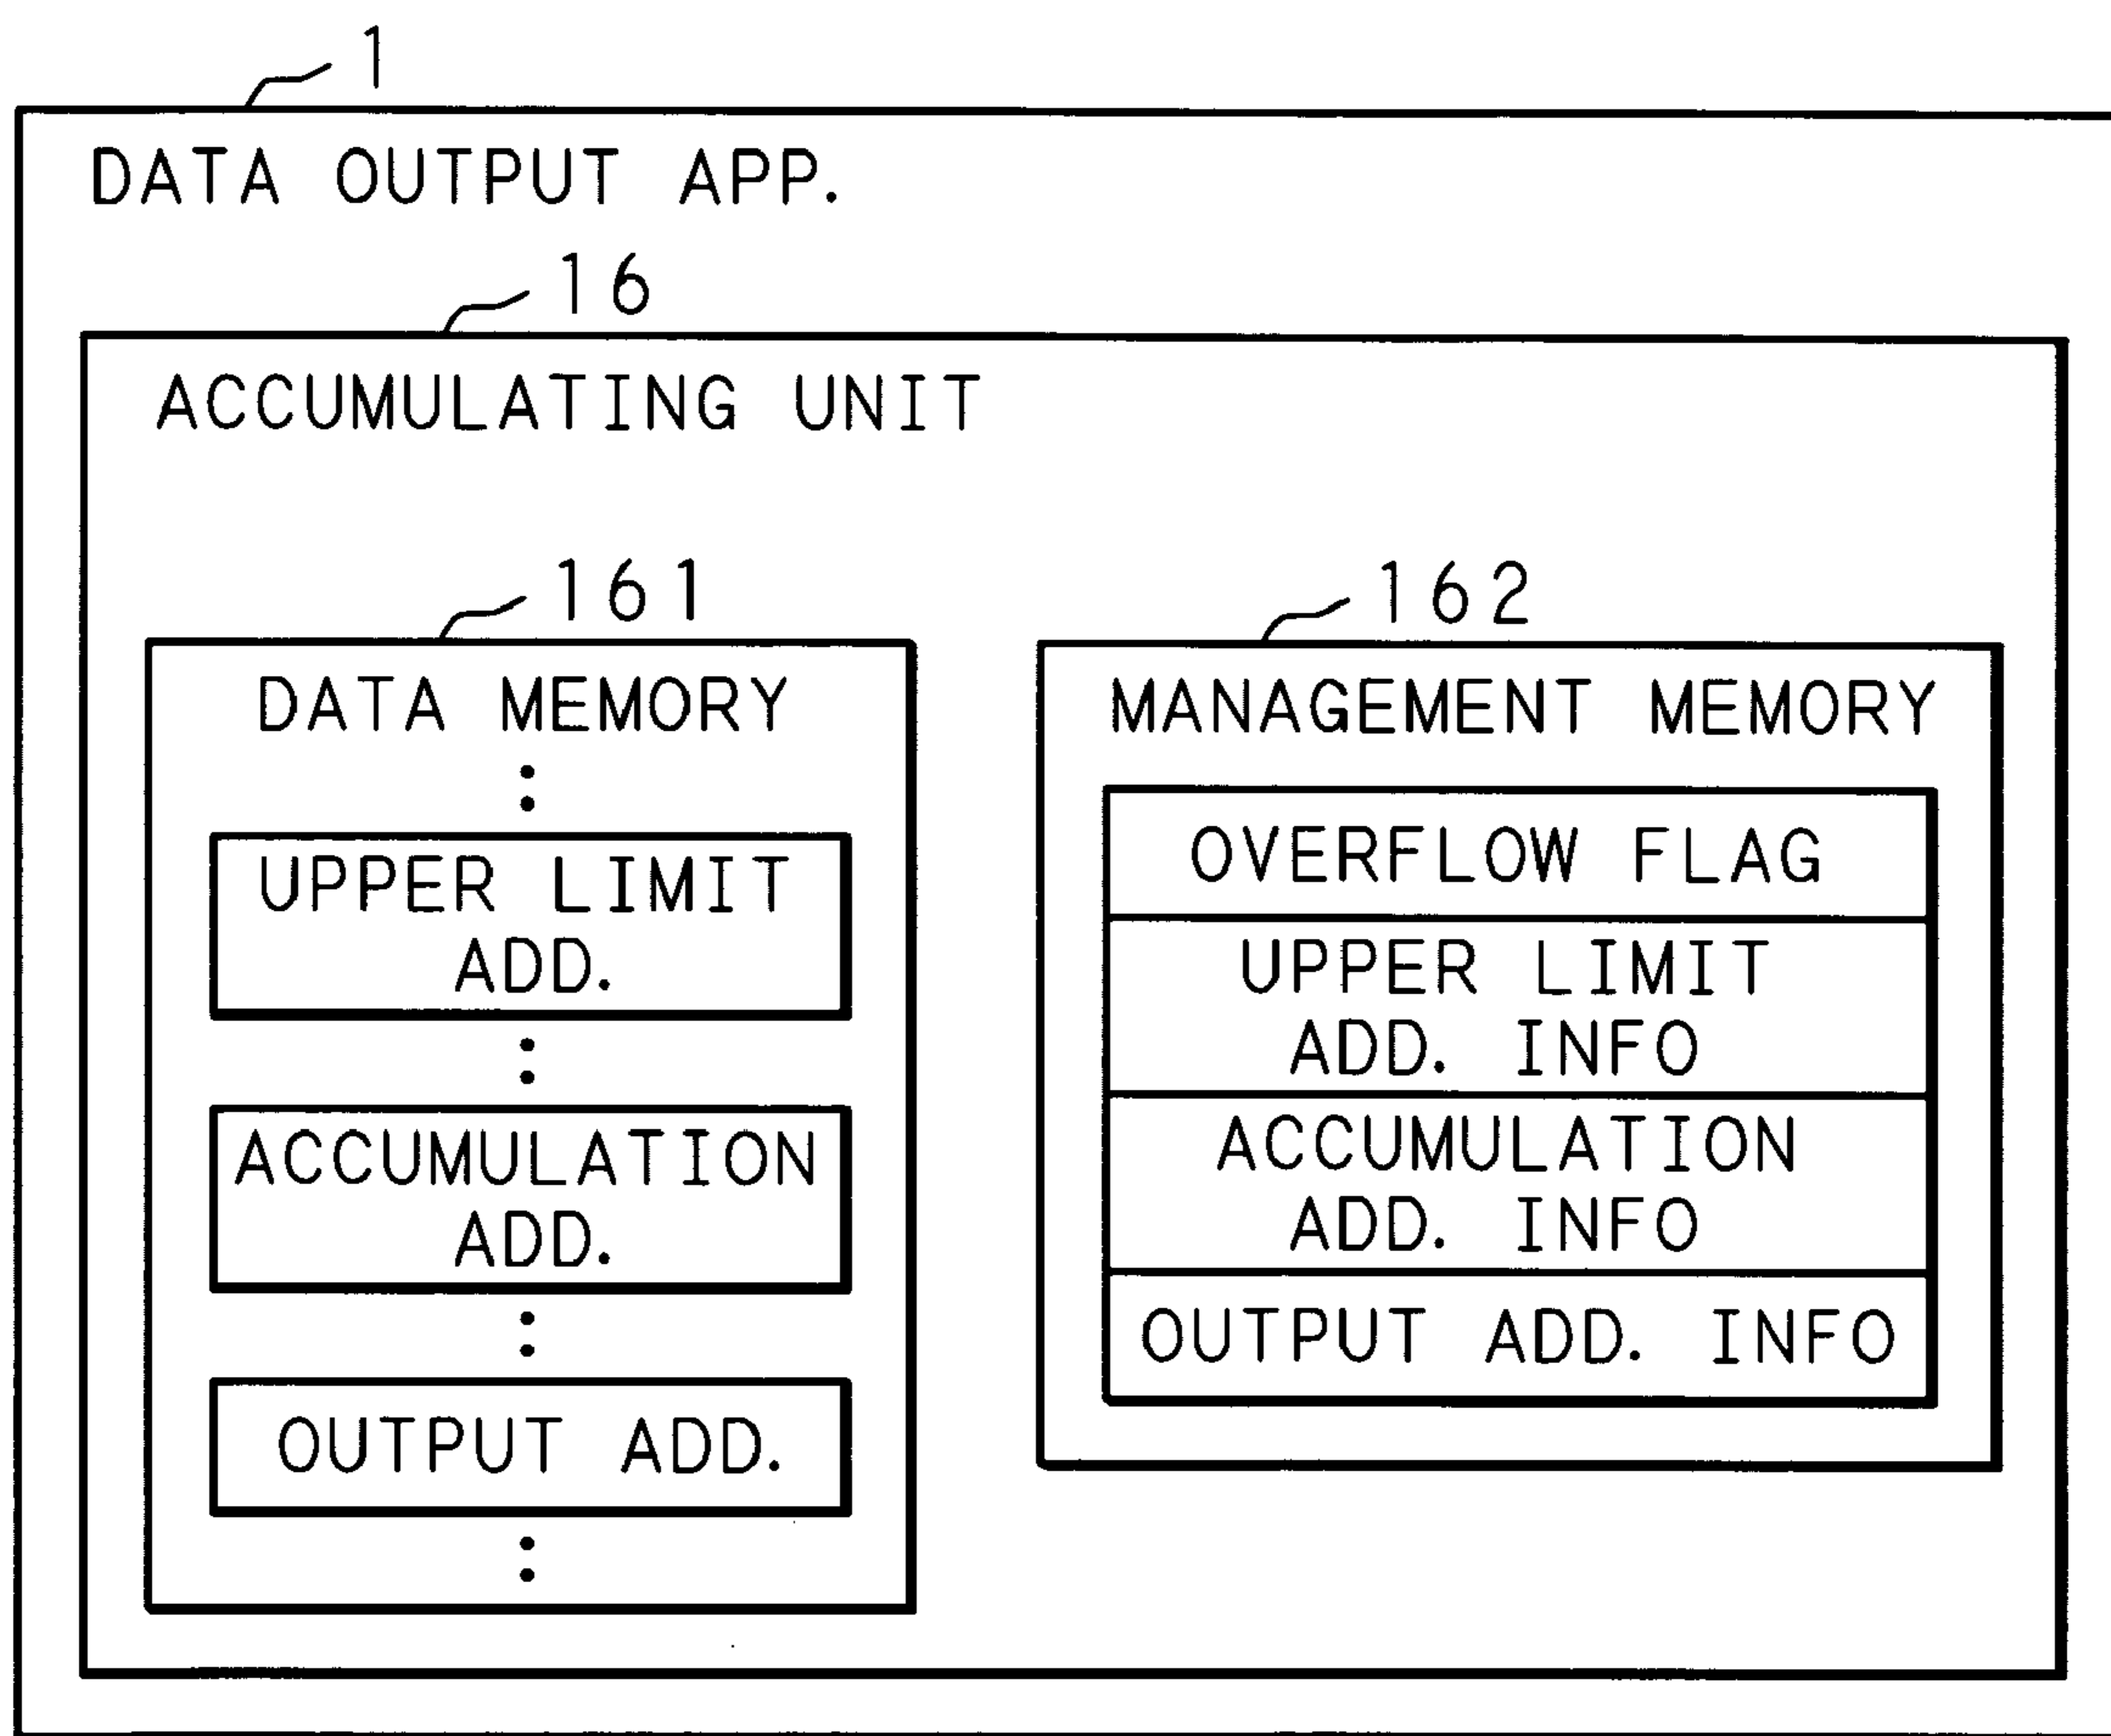 1
DATA OUTPUT APP.
16
ACCUMULATING UNIT
161
DATA MEMORY
UPPER LIMIT
ADD.
ACCUMULATION
ADD.
OUTPUT ADD.
162
MANAGEMENT MEMORY
OVERFLOW FLAG
UPPER LIMIT
ADD. INFO
ACCUMULATION
ADD. INFO
OUTPUT ADD. INFO